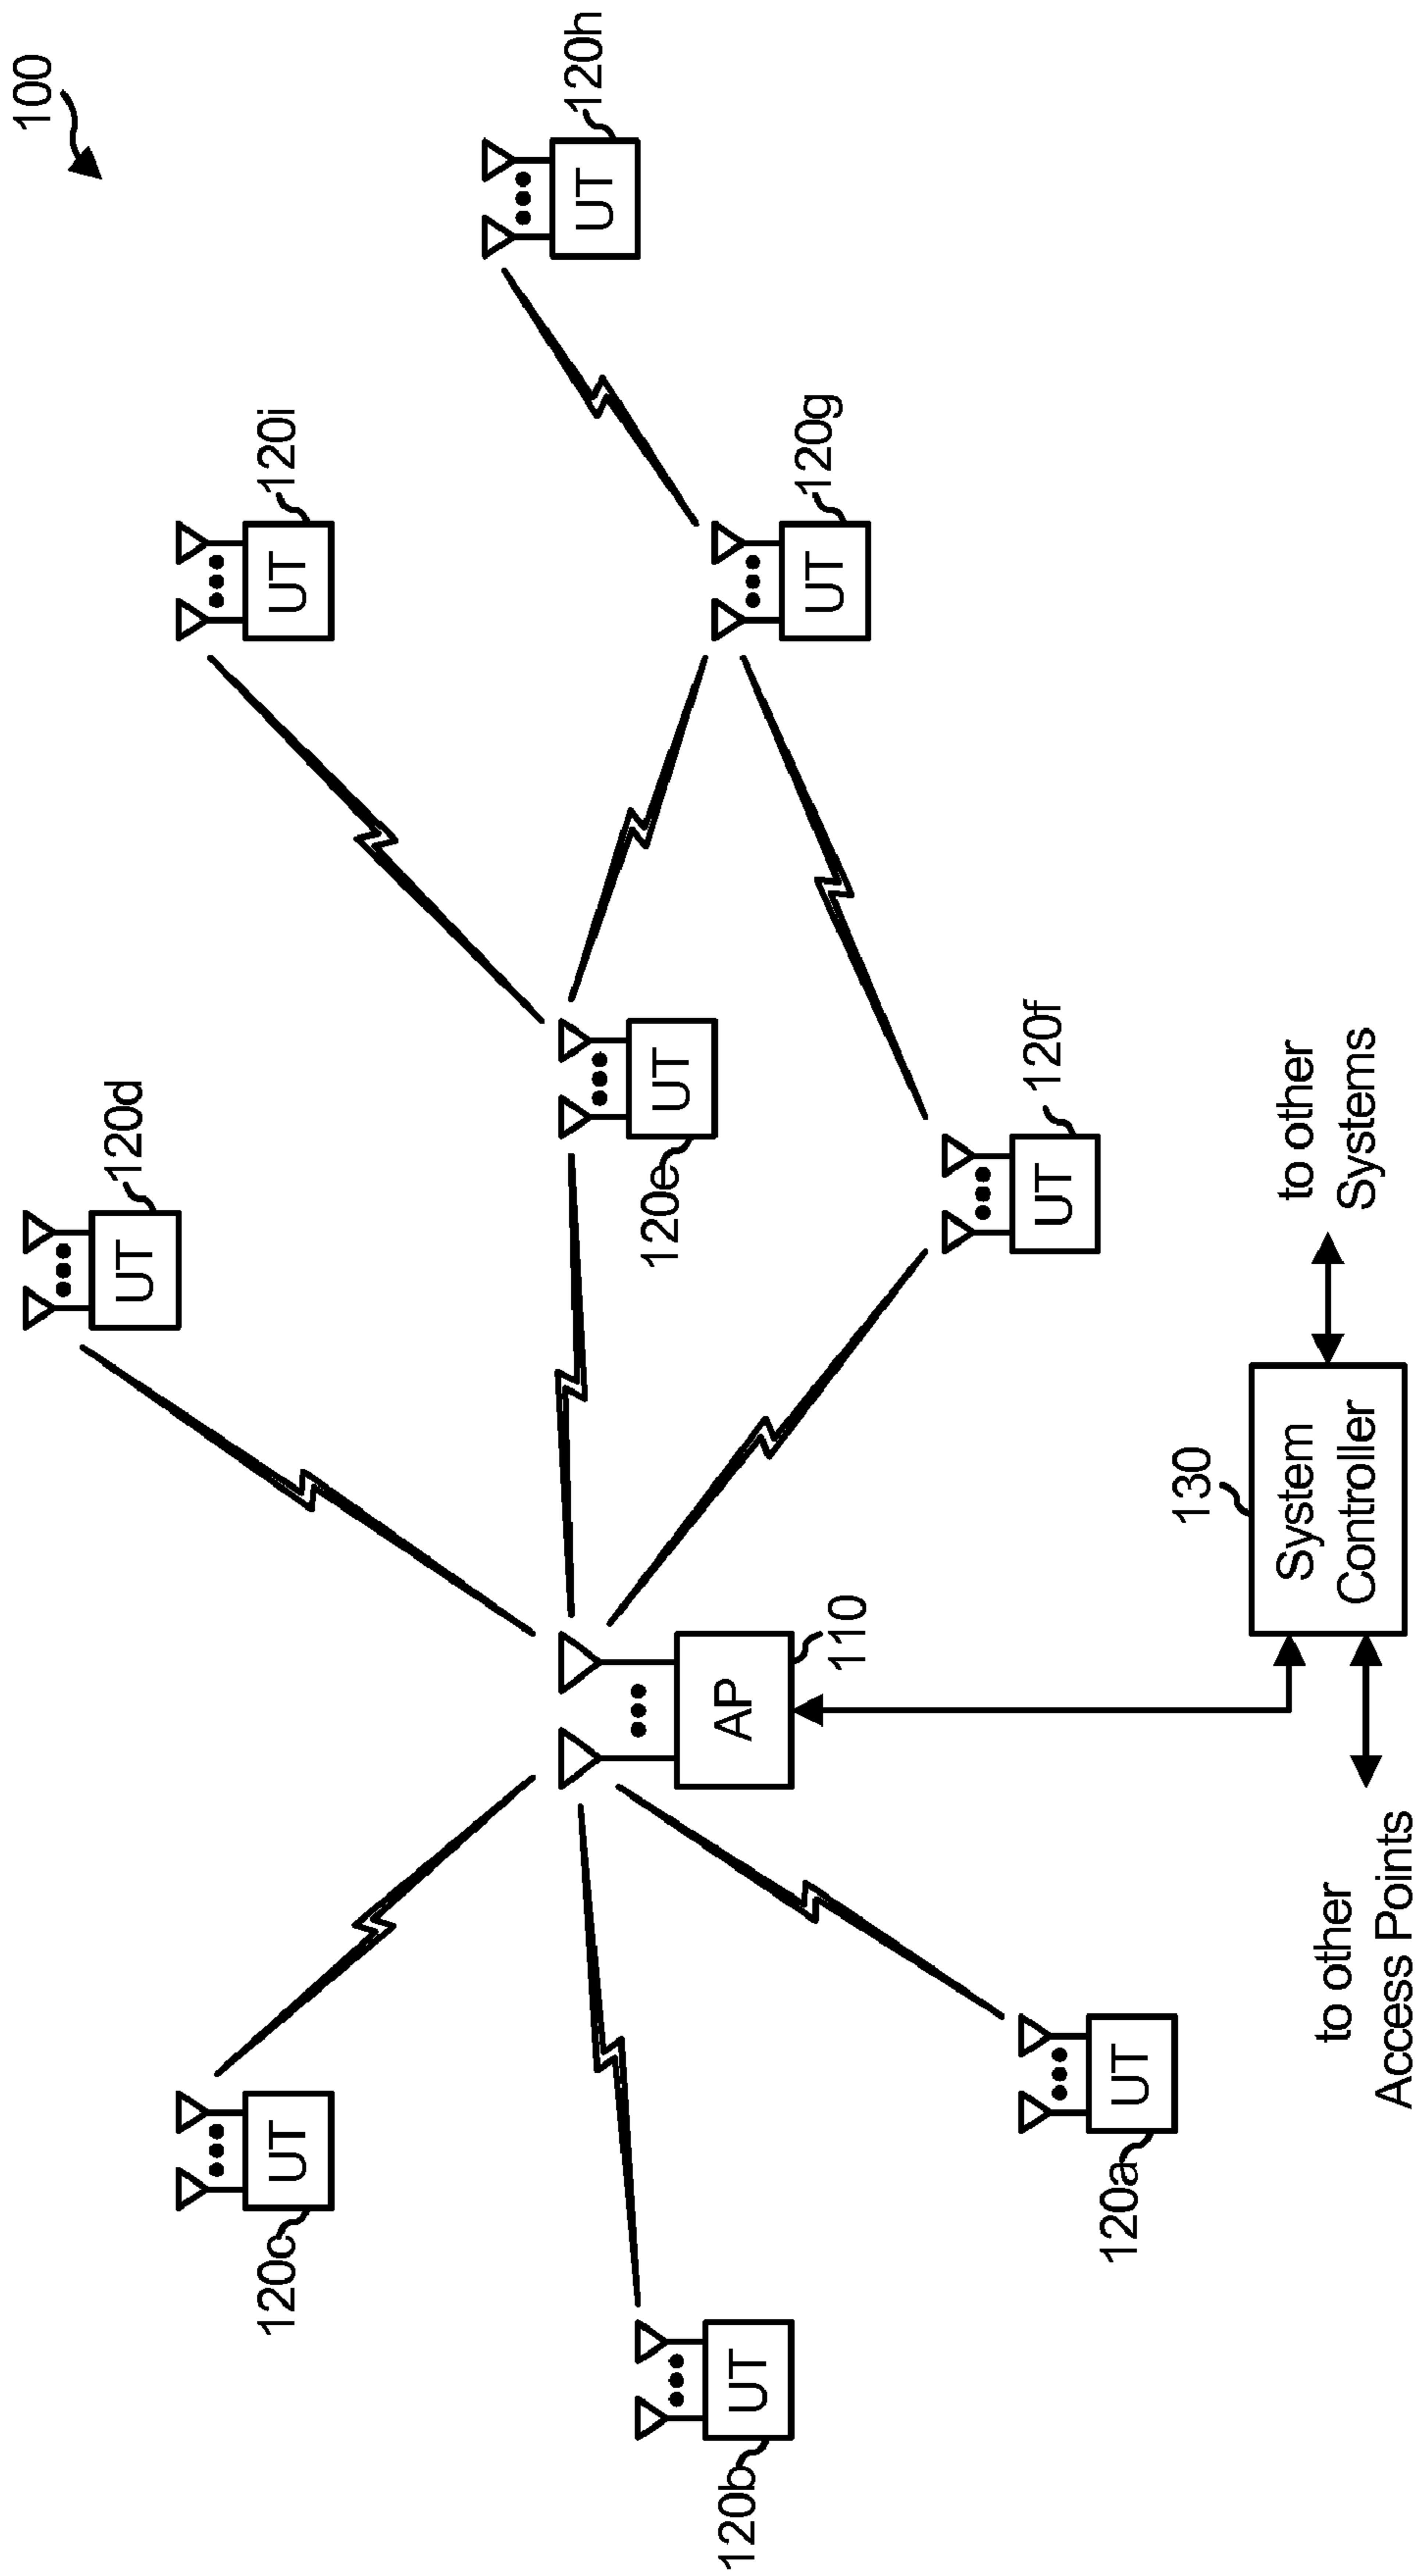 100
UT
120d
UT
120c
UT
120i
UT
120h
AP
110
UT
120e
UT
120b
UT
120g
UT
120f
UT
120a
130
System
Controller
to other
Access Points
to other
Systems